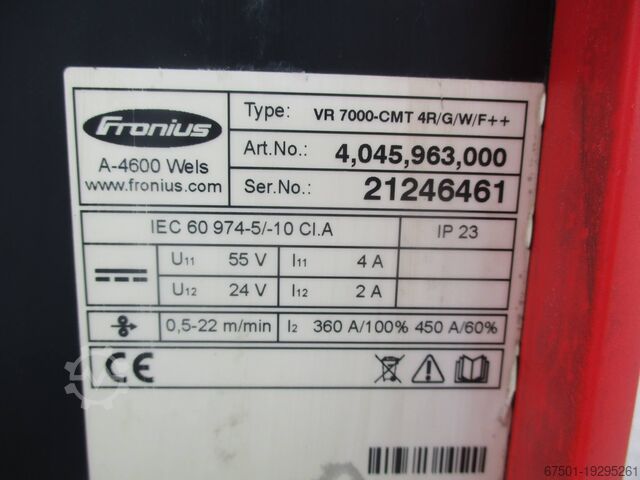 Fronius
A-4600 Wels
www.fronius.com
Type: VR 7000-CMT 4R/G/W/F++
Art.No.: 4,045,963,000
Ser.No.: 21246461
IEC 60 974-5/-10 Cl.A IP 23
U11 55 V I11 4 A
U12 24 V I12 2 A
0,5-22 m/min I2 360 A/100% 450 A/60%
CE
67501-19295261